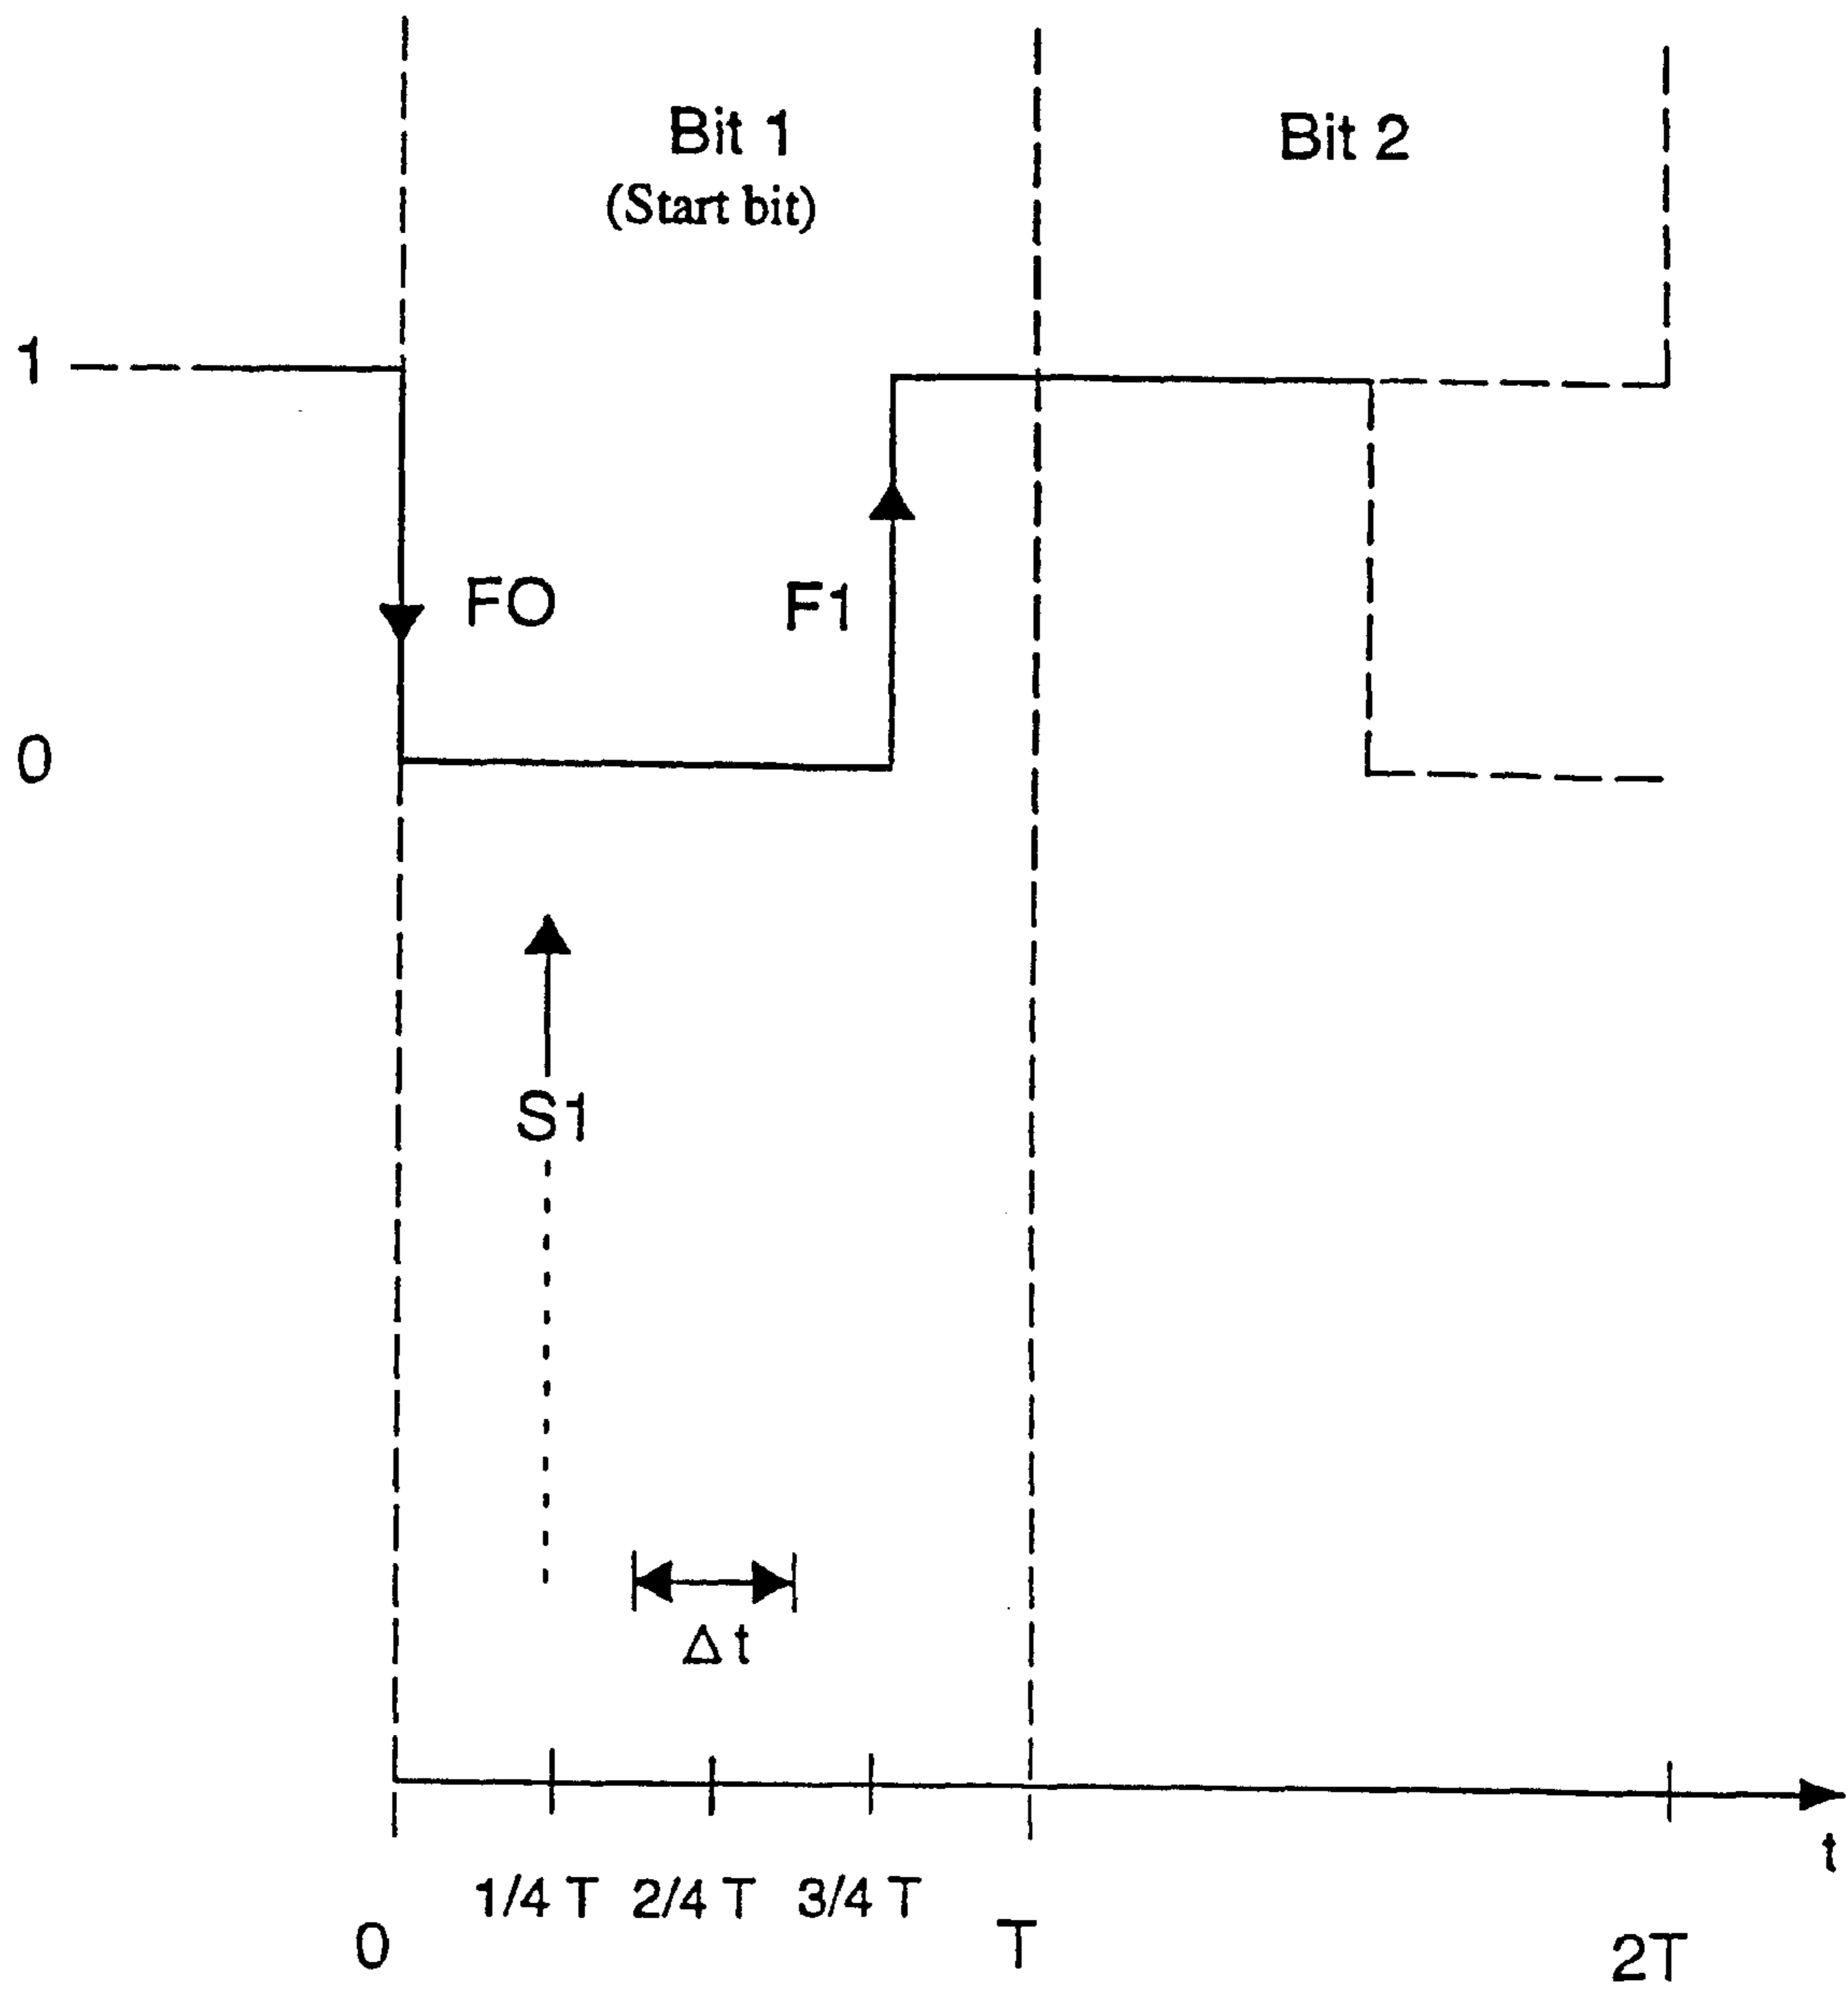 Bit 1
(Start bit)
Bit 2
1
FO
F1
0
S1
Δt
t
1/4 T 2/4 T 3/4 T
0
T
2T